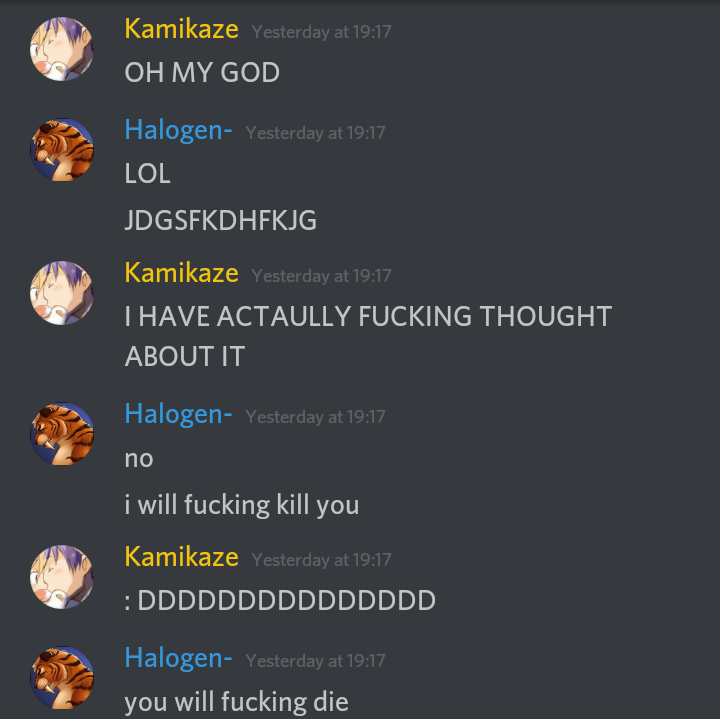 Kamikaze Yesterday at 19:17
OH MY GOD
Halogen- Yesterday at 19:17
LOL
JDGSFKDHFKJG
Kamikaze Yesterday at 19:17
I HAVE ACTAULLY FUCKING THOUGHT
ABOUT IT
Halogen- Yesterday at 19:17
no
i will fucking kill you
Kamikaze Yesterday at 19:17
: DDDDDDDDDDDDDDD
Halogen- Yesterday at 19:17
you will fucking die